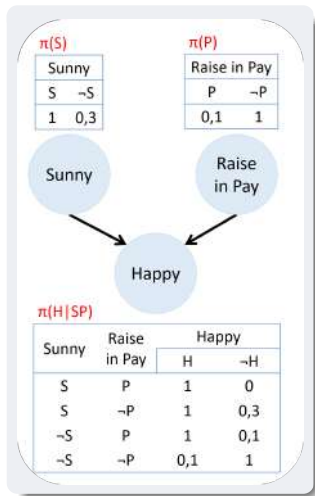 π(S) π(P)
Sunny Raise in Pay
S ¬S P ¬P
1 0,3 0,1 1
Sunny Raise
in Pay
Happy
π(H|SP)
Sunny Raise
in Pay Happy
H ¬H
S P 1 0
S ¬P 1 0,3
¬S P 1 0,1
¬S ¬P 0,1 1